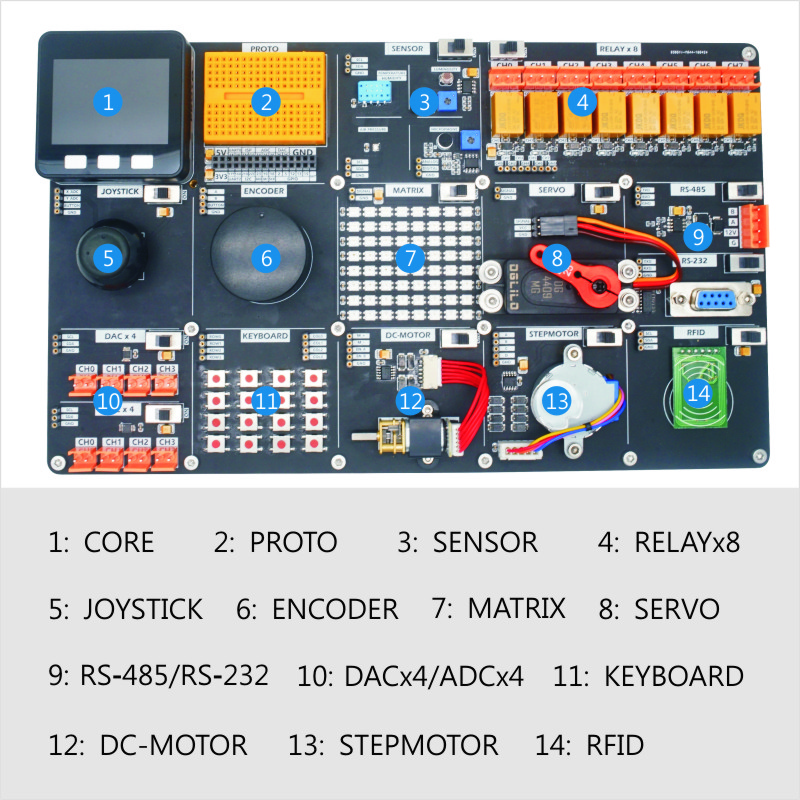 PROTO
SENSOR
RELAY x 8
CH0 CH1 CH2 CH3 CH4 CH5 CH6 CH7
1
2
3
4
5V GND
3V3
JOYSTICK
ENCODER
MATRIX
SERVO
RS-485
B
A
12V
G
5
6
7
8
9
RS-232
DAC x 4
KEYBOARD
DC-MOTOR
STEPMOTOR
RFID
CH0 CH1 CH2 CH3
10
11
12
13
14
x 4
CH0 CH1 CH2 CH3
1: CORE 2: PROTO 3: SENSOR 4: RELAYx8
5: JOYSTICK 6: ENCODER 7: MATRIX 8: SERVO
9: RS-485/RS-232 10: DACx4/ADCx4 11: KEYBOARD
12: DC-MOTOR 13: STEPMOTOR 14: RFID